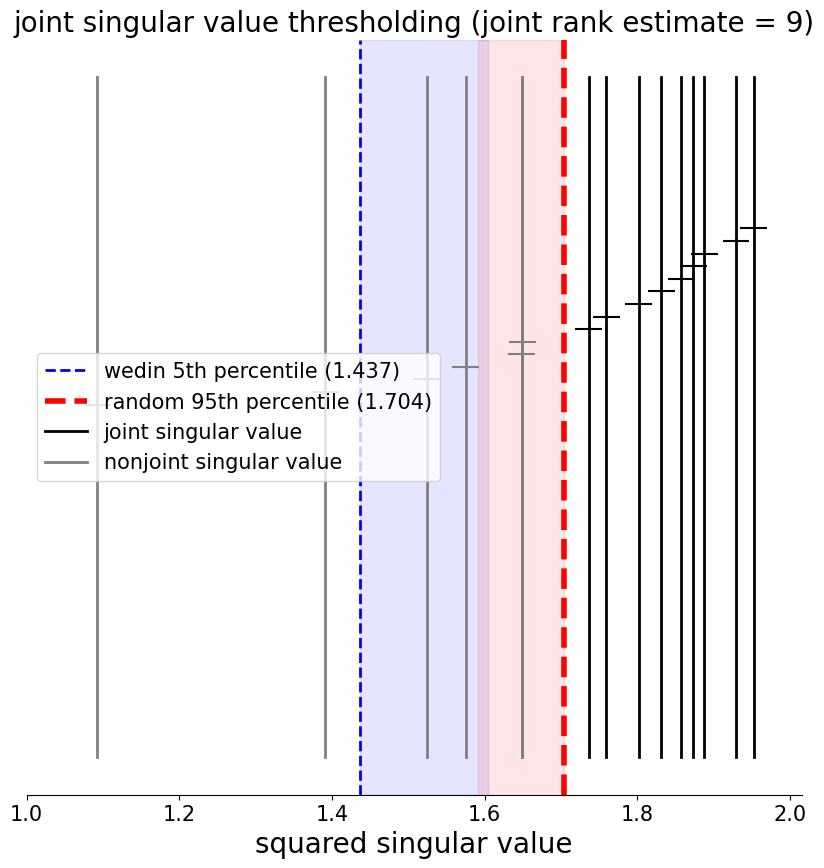 joint singular value thresholding (joint rank estimate = 9)
wedin 5th percentile (1.437)
random 95th percentile (1.704)
joint singular value
nonjoint singular value
1.0 1.2 1.4 1.6 1.8 2.0
squared singular value